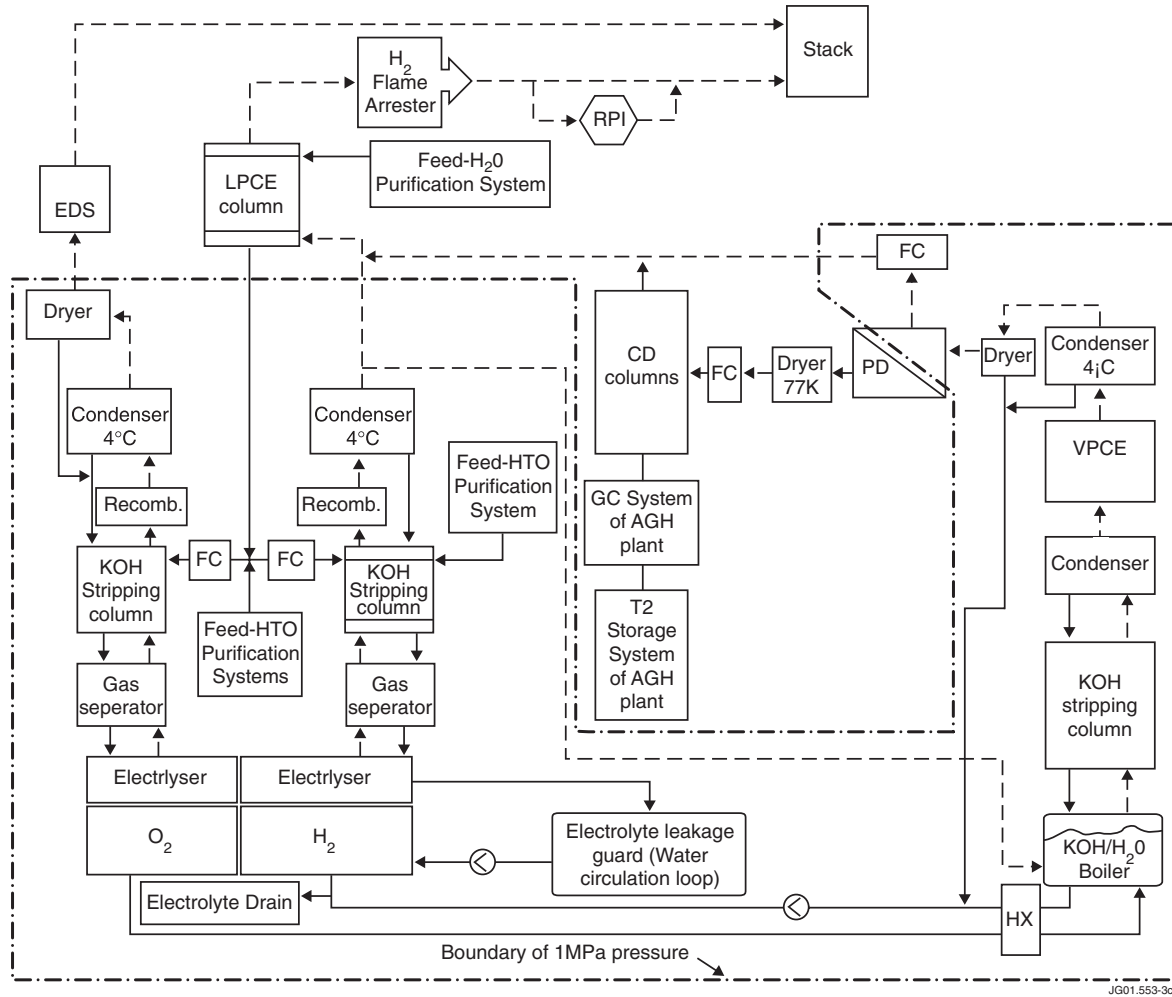 H2
Flame
Arrester
Stack
RPI
Feed-H20
Purification System
LPCE
column
EDS
FC
Dryer
CD
columns
FC
Dryer
77K
PD
Dryer
Condenser
4¡C
Condenser
4°C
Condenser
4°C
VPCE
Feed-HTO
Purification
System
Recomb.
Recomb.
GC System
of AGH
plant
KOH
Stripping
column
FC
FC
KOH
Stripping
column
Condenser
T2
Storage
System
of AGH
plant
Feed-HTO
Purification
Systems
Gas
seperator
Gas
seperator
KOH
stripping
column
Electrlyser
Electrlyser
O2
H2
Electrolyte leakage
guard (Water
circulation loop)
KOH/H20
Boiler
Electrolyte Drain
HX
Boundary of 1MPa pressure
JG01.553-3c